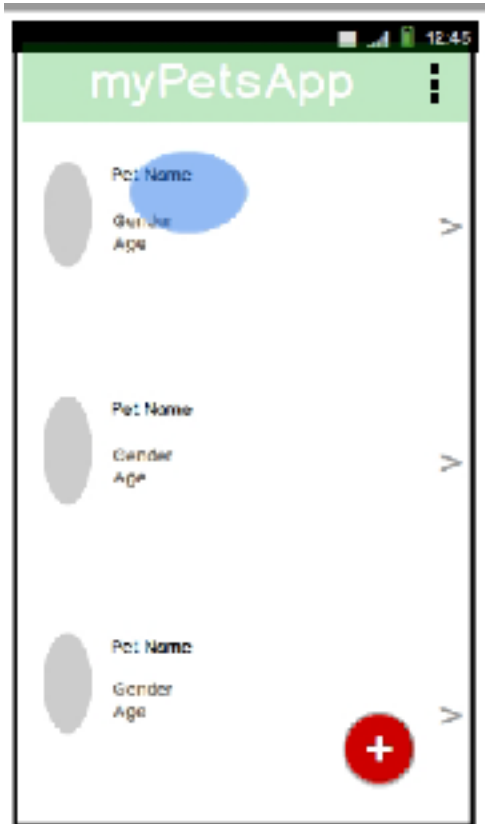 12:45
myPetsApp
Pet Name
Gender
Age
>
Pet Name
Gender
Age
>
Pet Name
Gender
Age
>
+